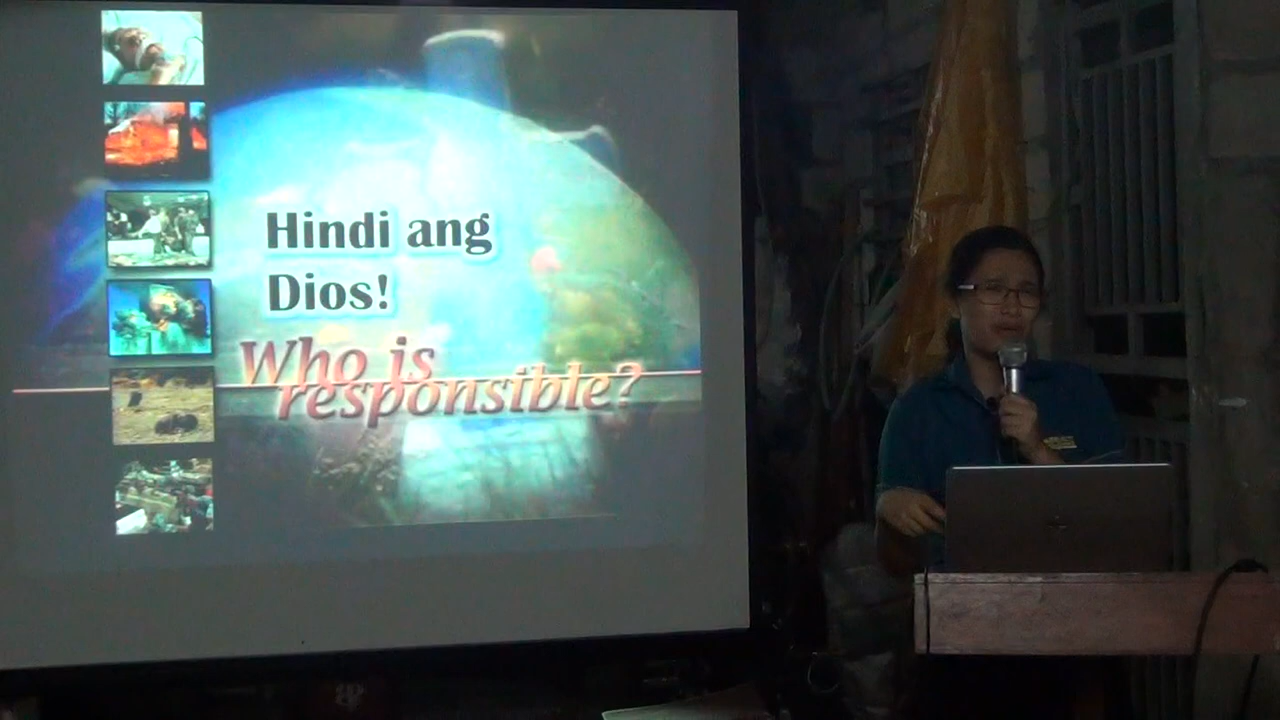 Hindi ang
Dios!
Who is
responsible?